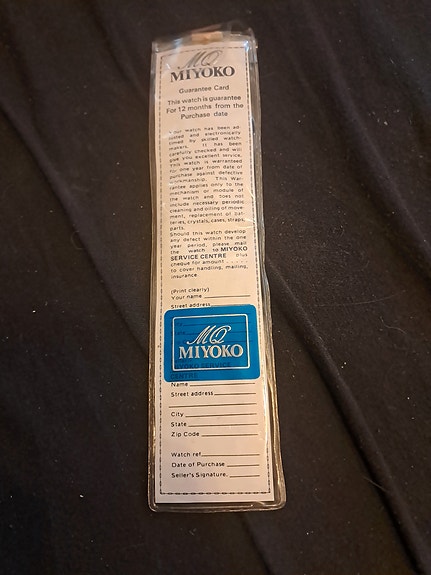 MQ
MIYOKO
Guarantee Card
This watch is guarantee
For 12 months from the
Purchase date
Your watch has been ad-
justed and electronically
timed by skilled watch-
makers. It has been
carefully checked and will
give you excellent service.
This watch is warranteed
for one year from date of
purchase against defective
workmanship. This War-
rantee applies only to the
mechanism or module of
the watch and does not
include necessary periodic
cleaning and oiling of move-
ment, replacement of bat-
teries, crystals, cases, straps,
parts.
Should this watch develop
any defect within the one
year period, please mail
the watch to MIYOKO
SERVICE CENTRE plus
cheque for amount . . . . .
to cover handling, mailing,
insurance.
(Print clearly)
Your name
Street address
MQ
MIYOKO
SERVICE
CENTRE
Name
Street address
City
State
Zip Code
Watch ref.
Date of Purchase
Seller's Signature.